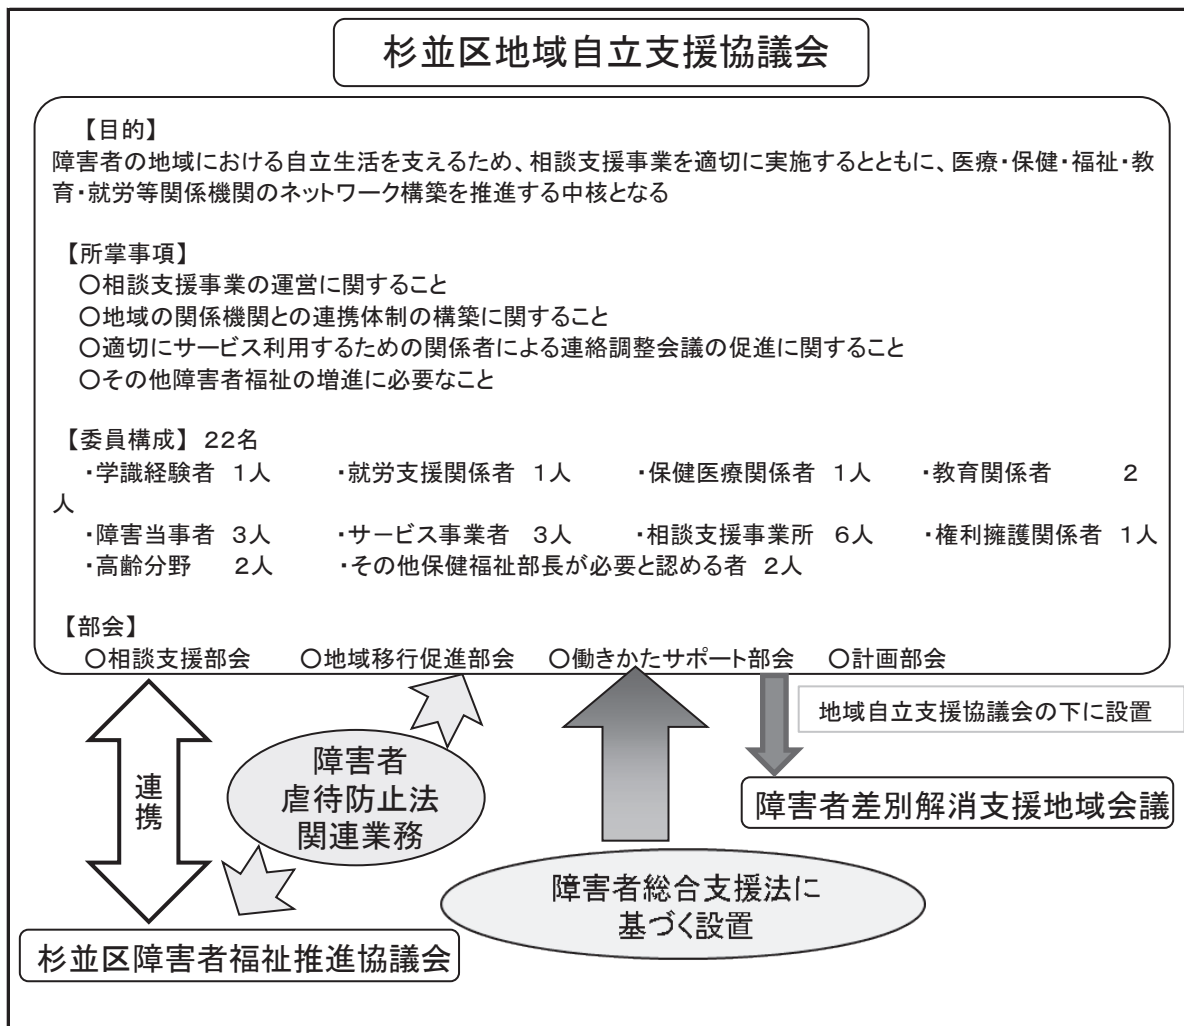 杉並区地域自立支援協議会
【目的】
障害者の地域における自立生活を支えるため、相談支援事業を適切に実施するとともに、医療・保健・福祉・教
育・就労等関係機関のネットワーク構築を推進する中核となる
【所掌事項】
○相談支援事業の運営に関すること
○地域の関係機関との連携体制の構築に関すること
○適切にサービス利用するための関係者による連絡調整会議の促進に関すること
○その他障害者福祉の増進に必要なこと
【委員構成】 22名
・学識経験者 1人 ・就労支援関係者 1人 ・保健医療関係者 1人 ・教育関係者 2
人
・障害当事者 3人 ・サービス事業者 3人 ・相談支援事業所 6人 ・権利擁護関係者 1人
・高齢分野 2人 ・その他保健福祉部長が必要と認める者 2人
【部会】
○相談支援部会 ○地域移行促進部会 ○働きかたサポート部会 ○計画部会
地域自立支援協議会の下に設置
連携
障害者
虐待防止法
関連業務
障害者差別解消支援地域会議
障害者総合支援法に
基づく設置
杉並区障害者福祉推進協議会